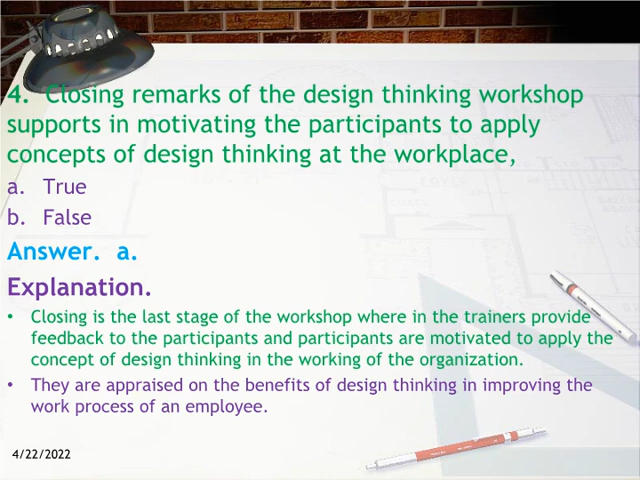 4. Closing remarks of the design thinking workshop
supports in motivating the participants to apply
concepts of design thinking at the workplace,
a. True
b. False
Answer. a.
Explanation.
• Closing is the last stage of the workshop where in the trainers provide
feedback to the participants and participants are motivated to apply the
concept of design thinking in the working of the organization.
• They are appraised on the benefits of design thinking in improving the
work process of an employee.
4/22/2022